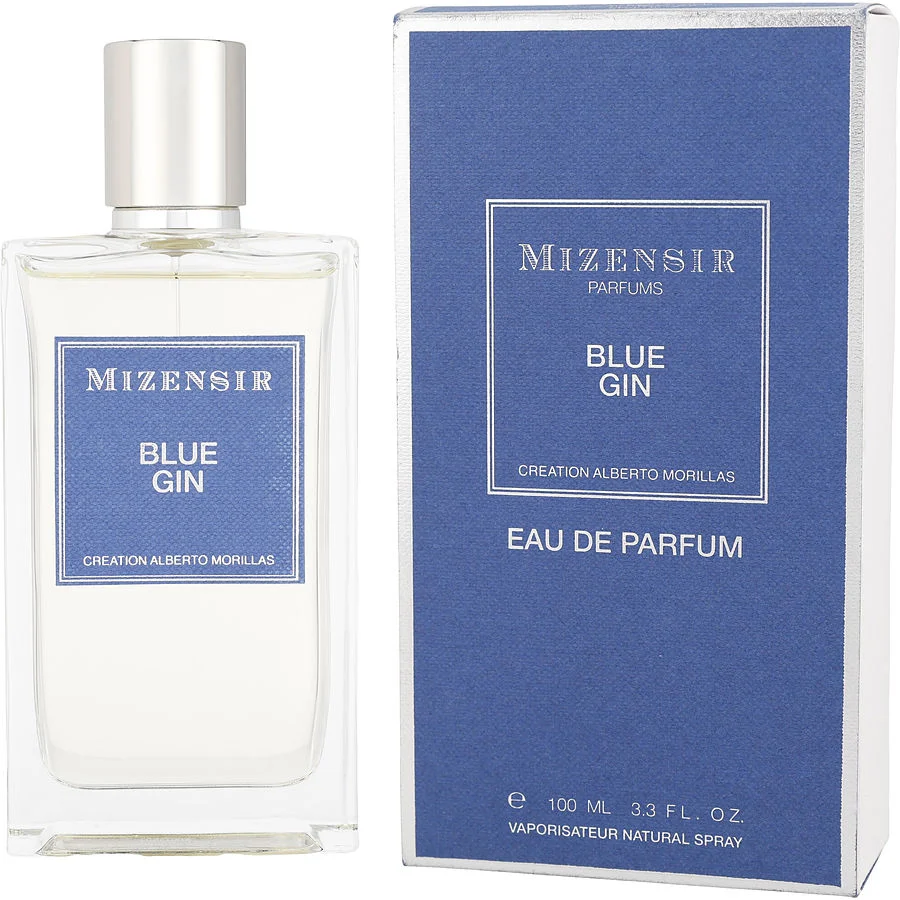 MIZENSIR
BLUE
GIN
CREATION ALBERTO MORILLAS
MIZENSIR
PARFUMS
BLUE
GIN
CREATION ALBERTO MORILLAS
EAU DE PARFUM
℮ 100 ML 3.3 FL. OZ.
VAPORISATEUR NATURAL SPRAY